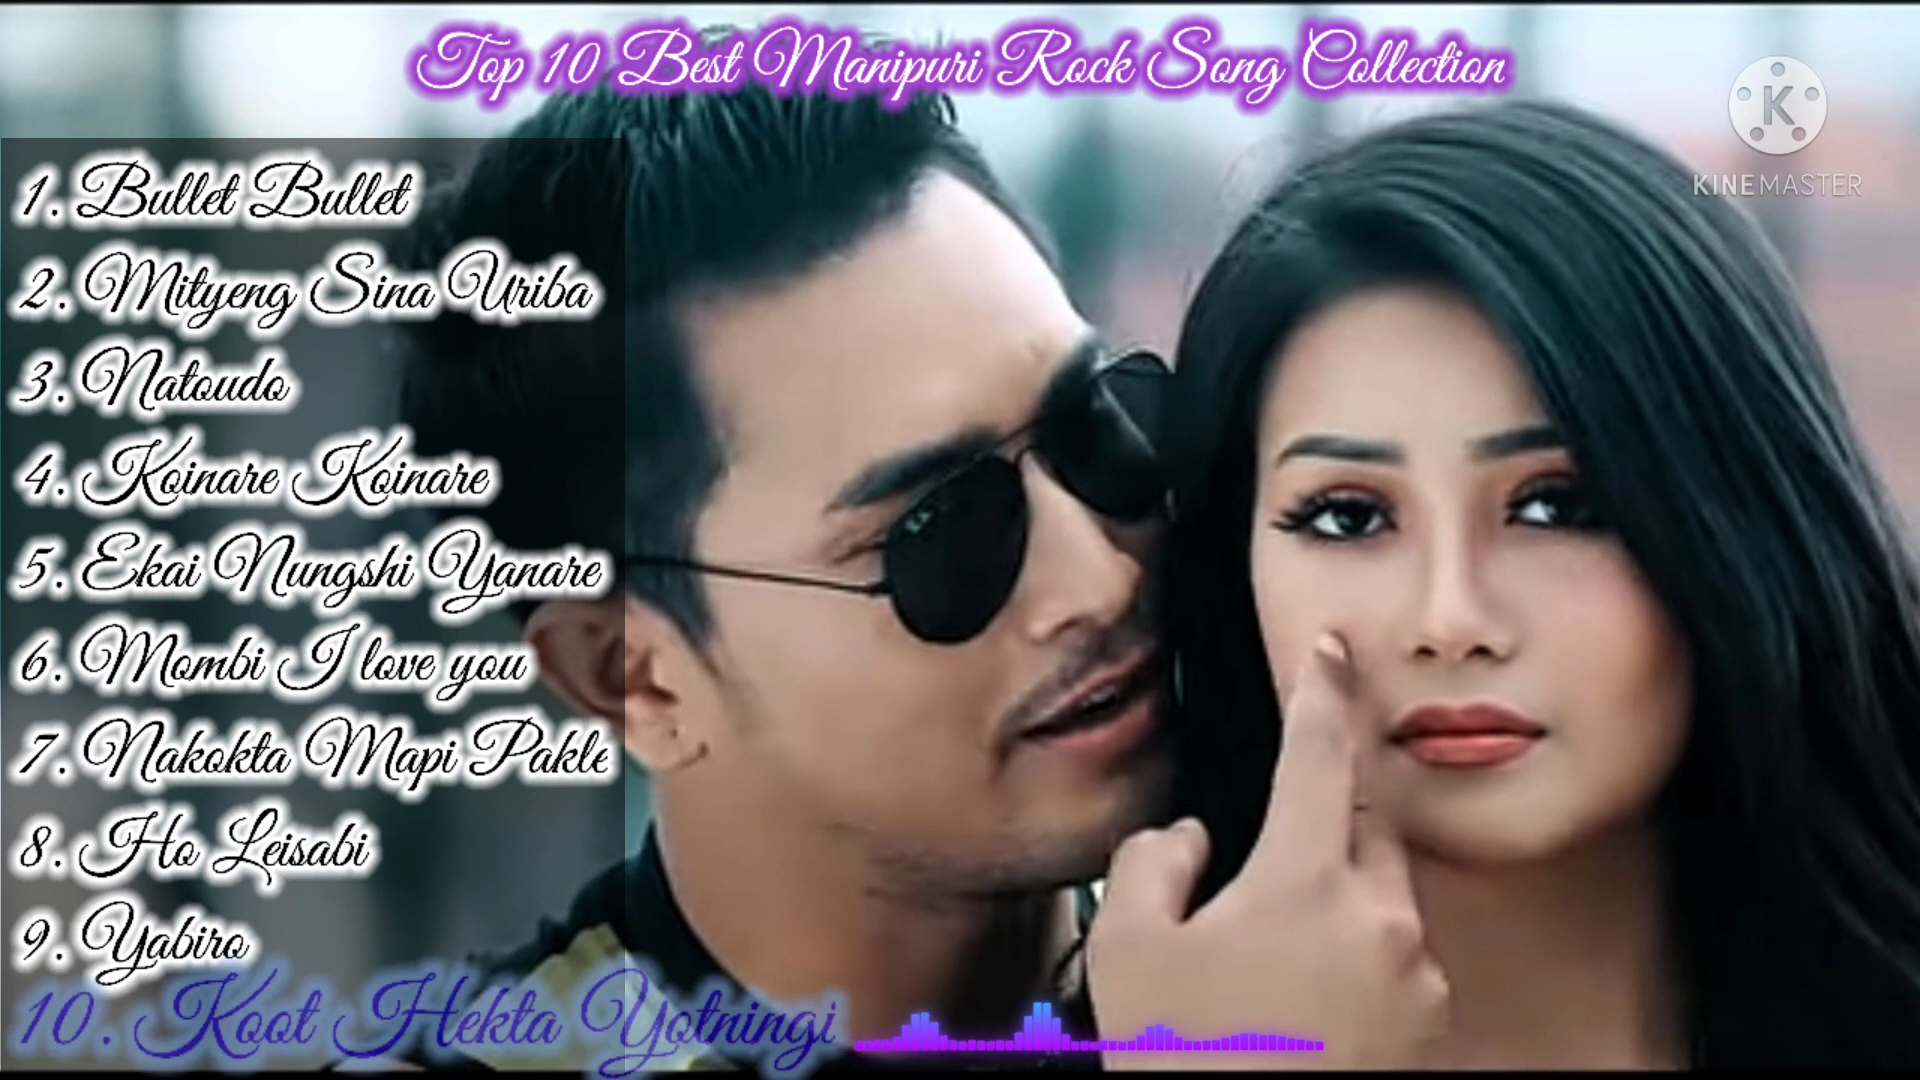 Top 10 Best Manipuri Rock Song Collection
K
KINEMASTER
1. Bullet Bullet
2. Mityeng Sina Uriba
3. Natoudo
4. Koinare Koinare
5. Ekai Nungshi Yanare
6. Mombi I love you
7. Nakokta Mapi Pakle
8. Ho Leisabi
9. Yabiro
10. Koot Hekta Yotningi